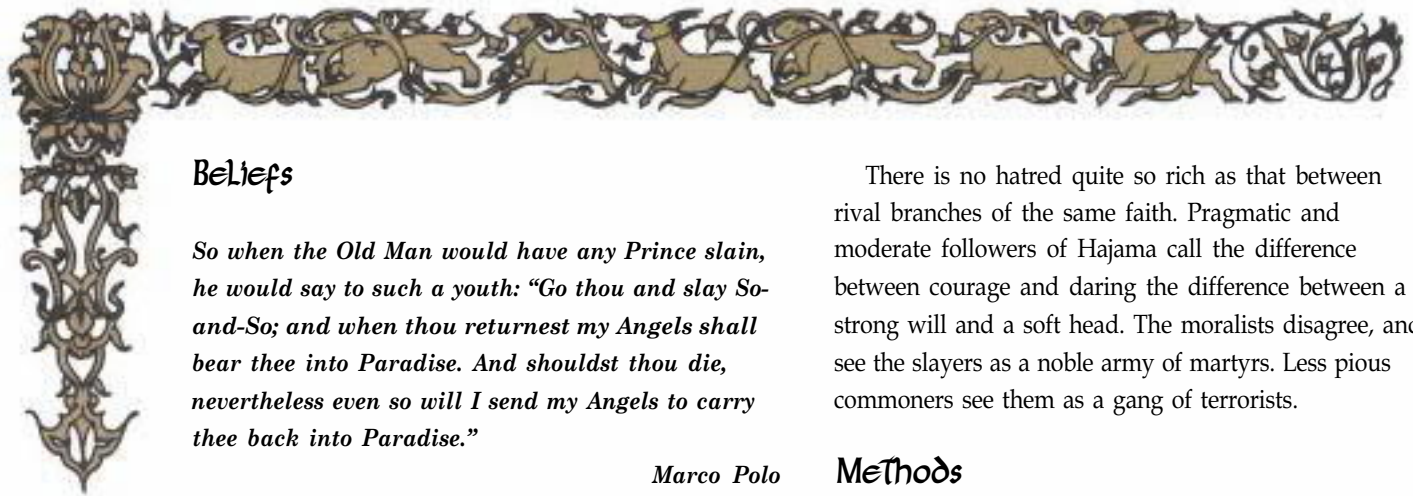 Beliefs
So when the Old Man would have any Prince slain,
he would say to such a youth: “Go thou and slay So-
and-So; and when thou returnest my Angels shall
bear thee into Paradise. And shouldst thou die,
nevertheless even so will I send my Angels to carry
thee back into Paradise.”
Marco Polo
There is no hatred quite so rich as that between
rival branches of the same faith. Pragmatic and
moderate followers of Hajama call the difference
between courage and daring the difference between a
strong will and a soft head. The moralists disagree, and
see the slayers as a noble army of martyrs. Less pious
commoners see them as a gang of terrorists.
Methods